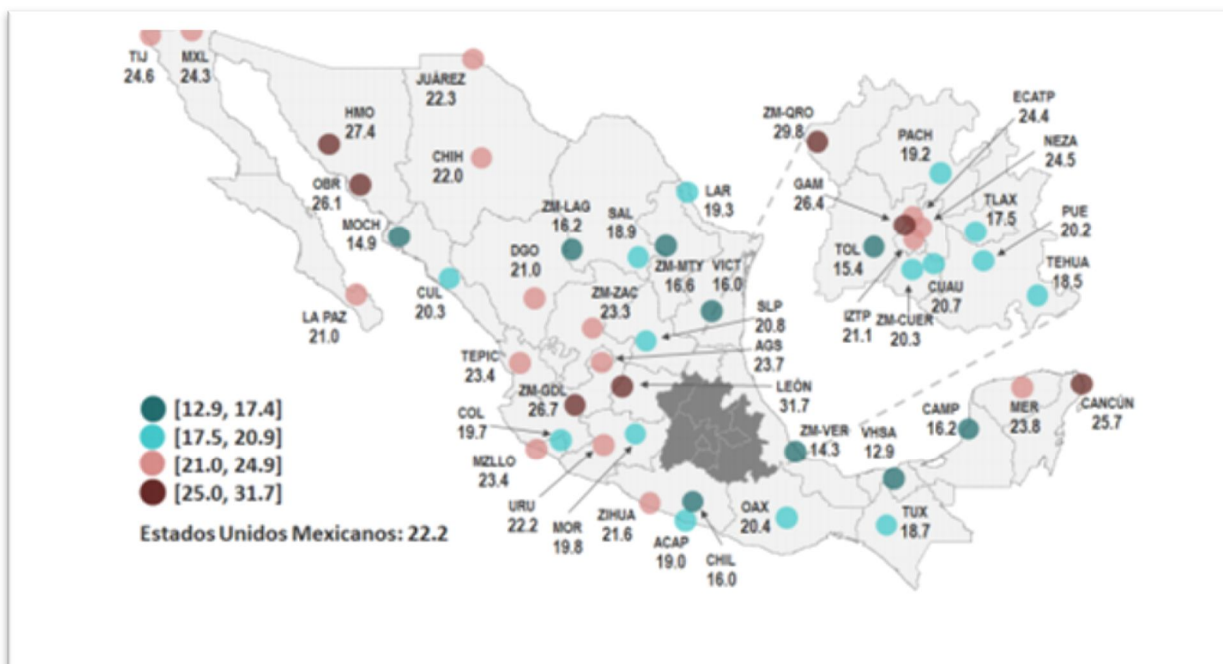 TIJ
24.6
MXL
24.3
JUÁREZ
22.3
HMO
27.4
CHIH
22.0
OBR
26.1
MOCH
14.9
CUL
20.3
LA PAZ
21.0
ZM-LAG
16.2
SAL
18.9
LAR
19.3
DGO
21.0
ZM-MTY
16.6
VICT
16.0
ZM-ZAC
23.3
SLP
20.8
AGS
23.7
LEÓN
31.7
TEPIC
23.4
ZM-GDL
26.7
COL
19.7
MZLLO
23.4
URU
22.2
MOR
19.8
ZIHUA
21.6
ACAP
19.0
CHIL
16.0
OAX
20.4
ZM-VER
14.3
VHSA
12.9
TUX
18.7
CAMP
16.2
MER
23.8
CANCÚN
25.7
ZM-QRO
29.8
PACH
19.2
ECATP
24.4
NEZA
24.5
GAM
26.4
TLAX
17.5
PUE
20.2
TEHUA
18.5
TOL
15.4
IZTP
21.1
ZM-CUER
20.3
CUAU
20.7
[12.9, 17.4]
[17.5, 20.9]
[21.0, 24.9]
[25.0, 31.7]
Estados Unidos Mexicanos: 22.2